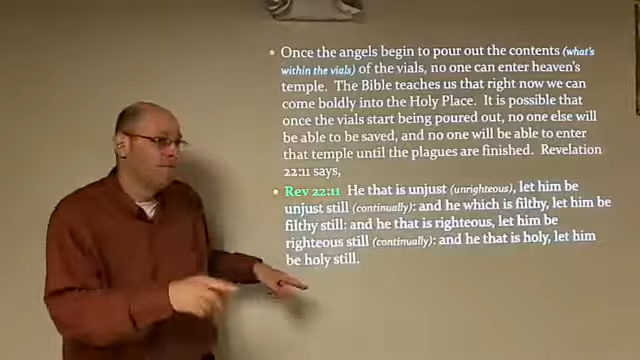 • Once the angels begin to pour out the contents (what's
within the vials) of the vials, no one can enter heaven's
temple. The Bible teaches us that right now we can
come boldly into the Holy Place. It is possible that
once the vials start being poured out, no one else will
be able to be saved, and no one will be able to enter
that temple until the plagues are finished. Revelation
22:11 says,
• Rev 22:11 He that is unjust (unrighteous), let him be
unjust still (continually): and he which is filthy, let him be
filthy still: and he that is righteous, let him be
righteous still (continually): and he that is holy, let him
be holy still.